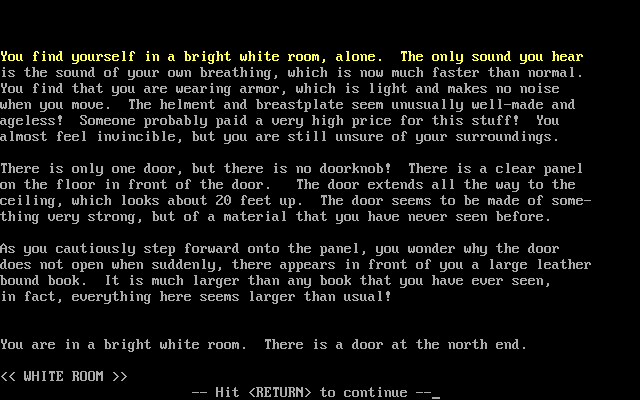 You find yourself in a bright white room, alone.  The only sound you hear
is the sound of your own breathing, which is now much faster than normal.
You find that you are wearing armor, which is light and makes no noise
when you move.  The helment and breastplate seem unusually well-made and
ageless!  Someone probably paid a very high price for this stuff!  You
almost feel invincible, but you are still unsure of your surroundings.

There is only one door, but there is no doorknob!  There is a clear panel
on the floor in front of the door.   The door extends all the way to the
ceiling, which looks about 20 feet up.  The door seems to be made of some-
thing very strong, but of a material that you have never seen before.

As you cautiously step forward onto the panel, you wonder why the door
does not open when suddenly, there appears in front of you a large leather
bound book.  It is much larger than any book that you have ever seen,
in fact, everything here seems larger than usual!

You are in a bright white room.  There is a door at the north end.

<< WHITE ROOM >>
-- Hit <RETURN> to continue --_